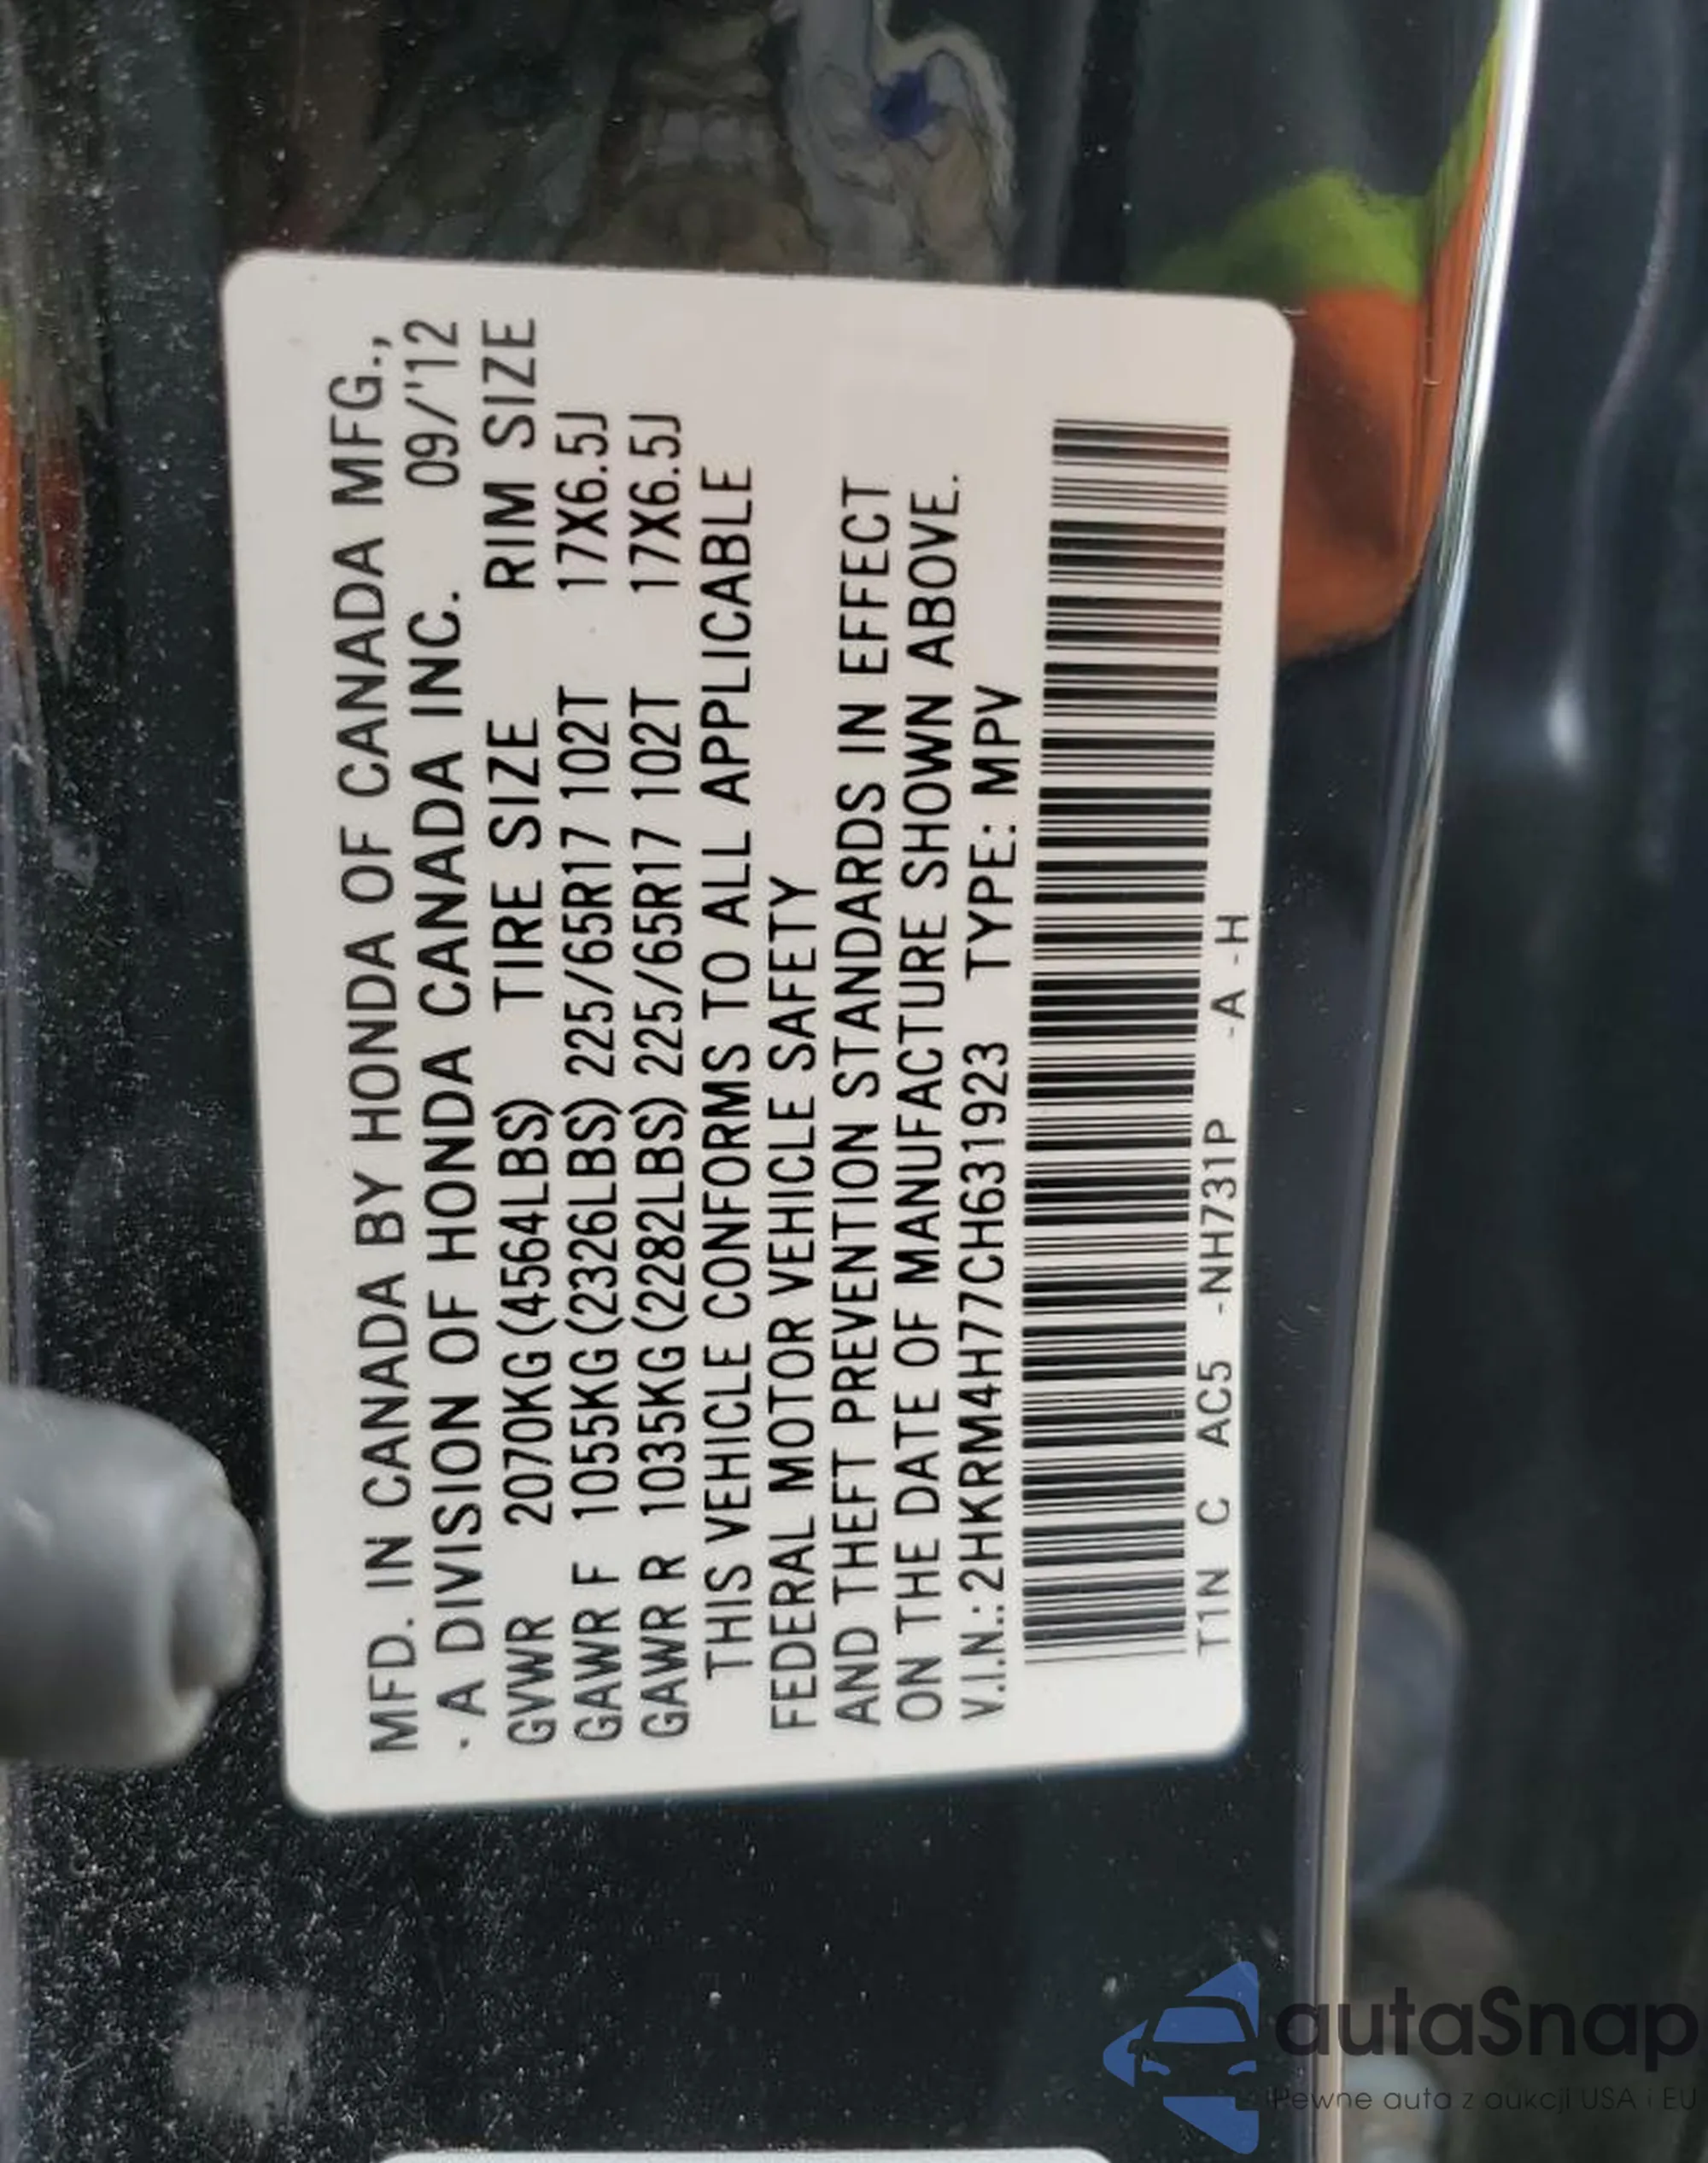 MFD. IN CANADA BY HONDA OF CANADA MFG.,
A DIVISION OF HONDA CANADA INC. 09/'12
GVWR 2070KG(4564LBS) TIRE SIZE RIM SIZE
GAWR F 1055KG(2326LBS) 225/65R17 102T 17X6.5J
GAWR R 1035KG(2282LBS) 225/65R17 102T 17X6.5J
THIS VEHICLE CONFORMS TO ALL APPLICABLE
FEDERAL MOTOR VEHICLE SAFETY
AND THEFT PREVENTION STANDARDS IN EFFECT
ON THE DATE OF MANUFACTURE SHOWN ABOVE.
V.I.N.:2HKRM4H77CH631923 TYPE: MPV
T1N C AC5 -NH731P -A -H
autaSnap
Pewne auta z aukcji USA i EU